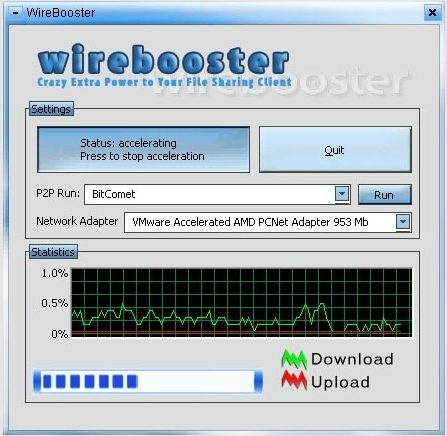 WireBooster
wirebooster
Crazy Extra Power to Your File Sharing Client
wirebooster
Settings
Status: accelerating
Press to stop acceleration
Quit
P2P Run:
BitComet
Run
Network Adapter
VMware Accelerated AMD PCNet Adapter 953 Mb
Statistics
1.0%
0.5%
0%
Download
Upload